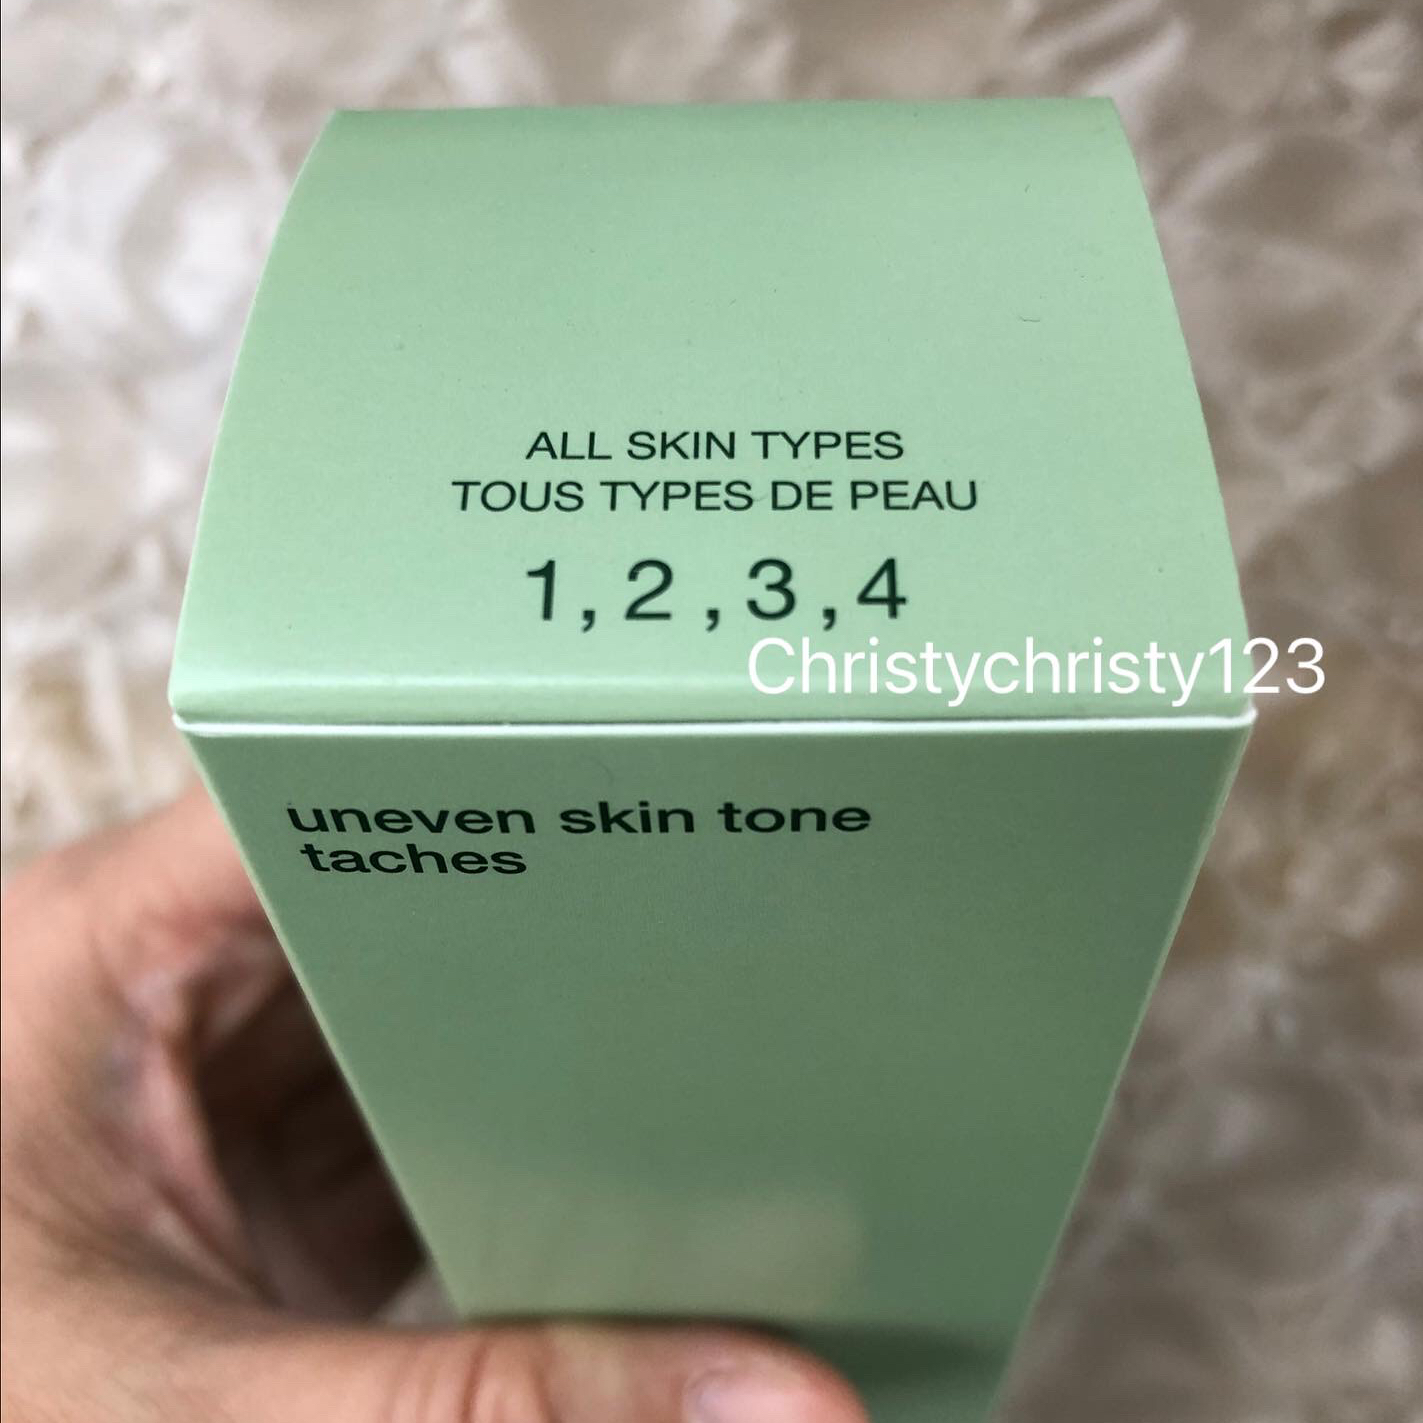 ALL SKIN TYPES
TOUS TYPES DE PEAU
1, 2, 3, 4
Christychristy123
uneven skin tone
taches